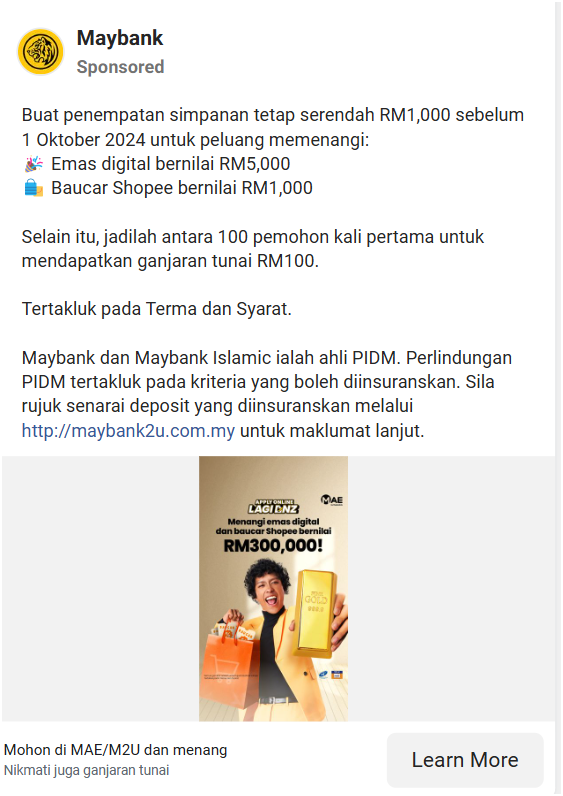 Maybank
Sponsored
Buat penempatan simpanan tetap serendah RM1,000 sebelum
1 Oktober 2024 untuk peluang memenangi:
🎉 Emas digital bernilai RM5,000
🛍️ Baucar Shopee bernilai RM1,000
Selain itu, jadilah antara 100 pemohon kali pertama untuk
mendapatkan ganjaran tunai RM100.
Tertakluk pada Terma dan Syarat.
Maybank dan Maybank Islamic ialah ahli PIDM. Perlindungan
PIDM tertakluk pada kriteria yang boleh diinsuranskan. Sila
rujuk senarai deposit yang diinsuranskan melalui
http://maybank2u.com.my untuk maklumat lanjut.
MAE
APPLY ONLINE
LAGI BNZ
Menangi emas digital
dan baucar Shopee bernilai
RM300,000!
GOLD
Mohon di MAE/M2U dan menang
Nikmati juga ganjaran tunai
Learn More